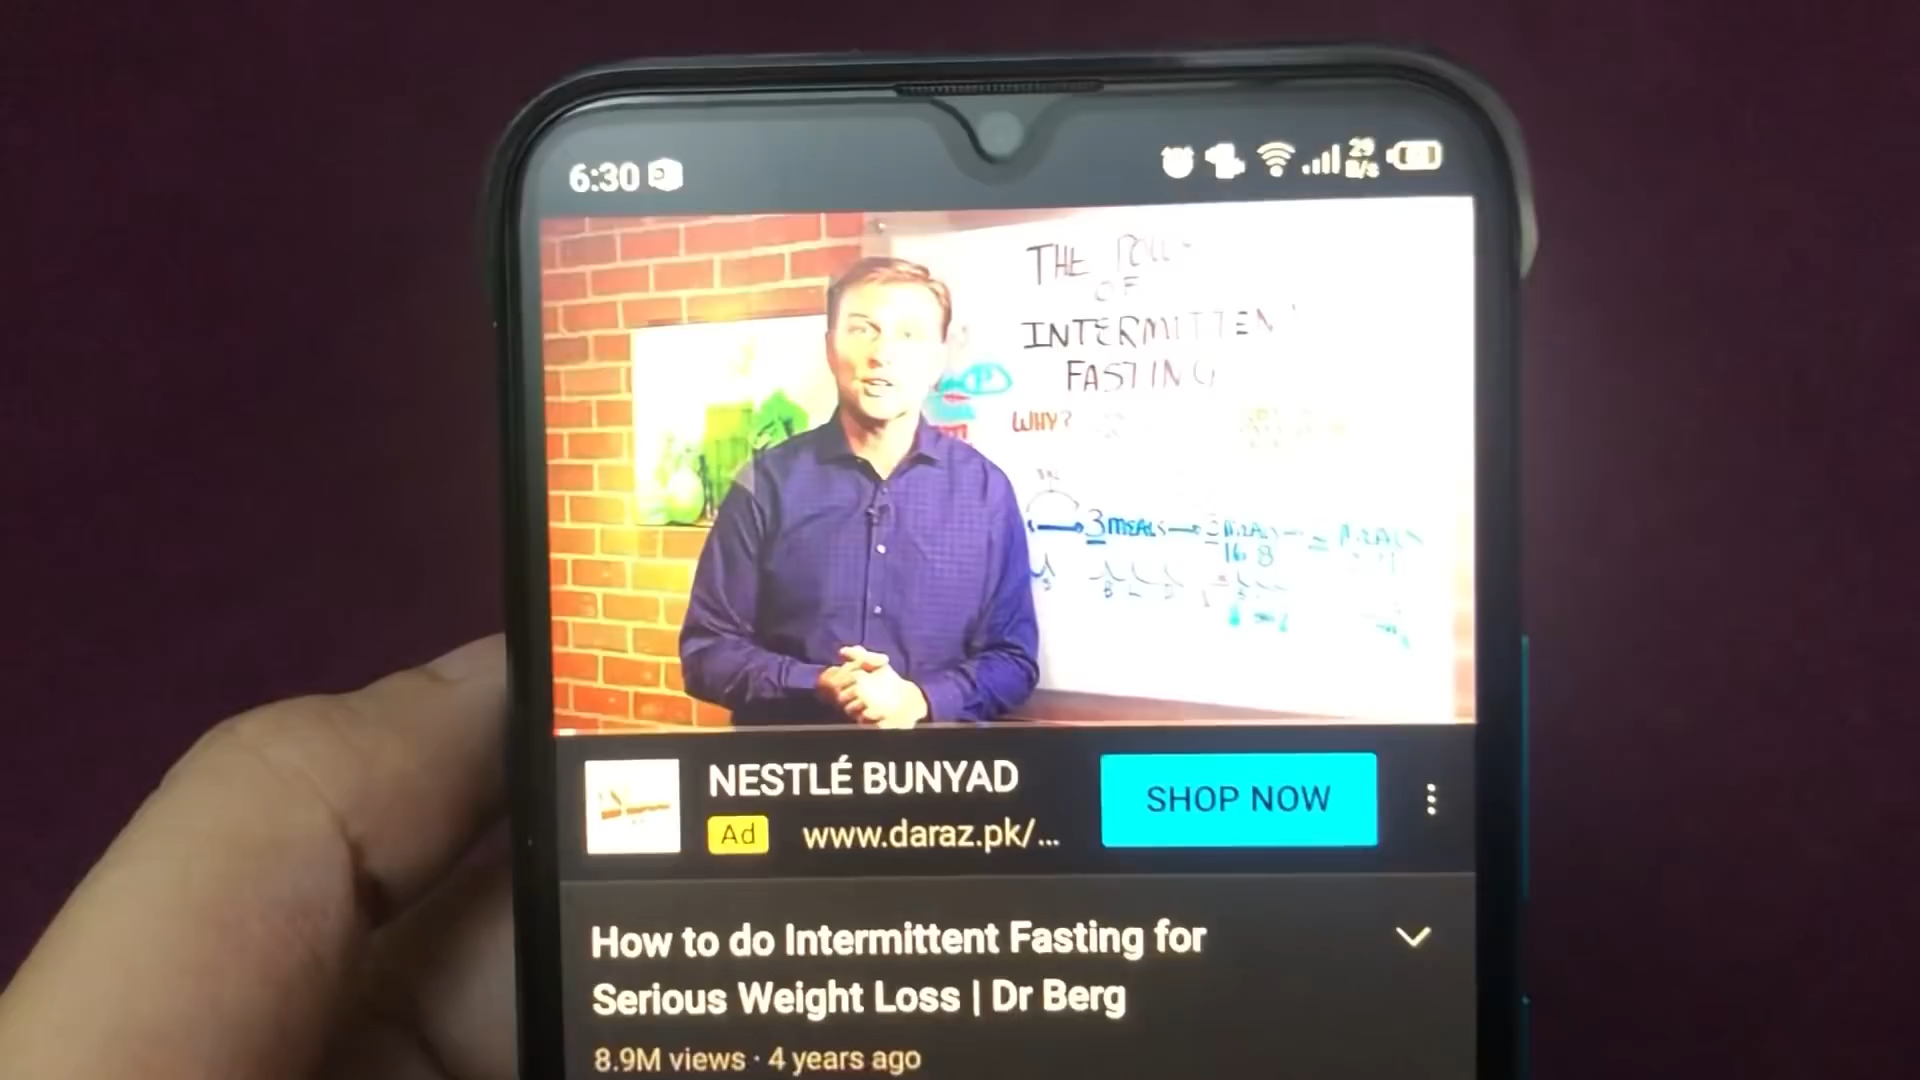 6:30
29
B/s
THE
OF
INTERMITTEN
FASTING
WHY?
3 MEALS
16 8
NESTLÉ BUNYAD
SHOP NOW
Ad www.daraz.pk/...
How to do Intermittent Fasting for
Serious Weight Loss | Dr Berg
8.9M views · 4 years ago